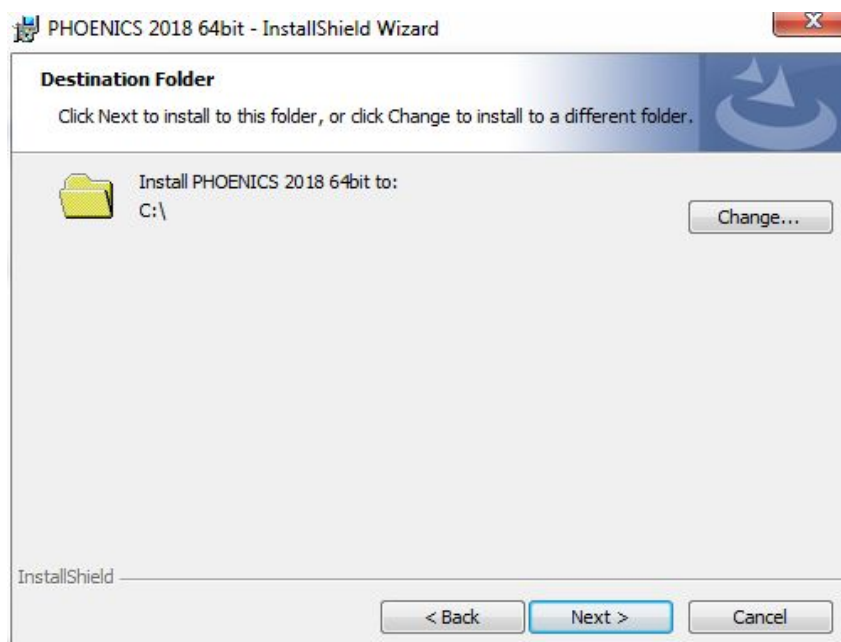 PHOENICS 2018 64bit - InstallShield Wizard
Destination Folder
Click Next to install to this folder, or click Change to install to a different folder.
Install PHOENICS 2018 64bit to:
C:\
Change...
InstallShield
< Back
Next >
Cancel